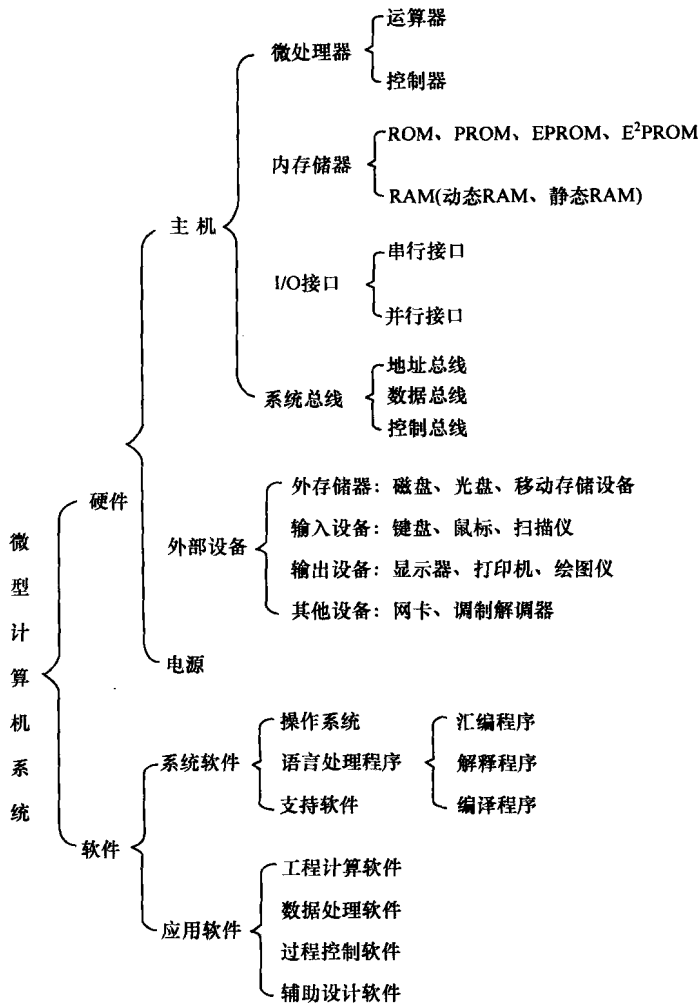 微型计算机系统
硬件
主机
微处理器
运算器
控制器
内存储器
ROM、PROM、EPROM、E²PROM
RAM(动态RAM、静态RAM)
I/O接口
串行接口
并行接口
系统总线
地址总线
数据总线
控制总线
外部设备
外存储器：磁盘、光盘、移动存储设备
输入设备：键盘、鼠标、扫描仪
输出设备：显示器、打印机、绘图仪
其他设备：网卡、调制解调器
电源
软件
系统软件
操作系统
语言处理程序
汇编程序
解释程序
编译程序
支持软件
应用软件
工程计算软件
数据处理软件
过程控制软件
辅助设计软件